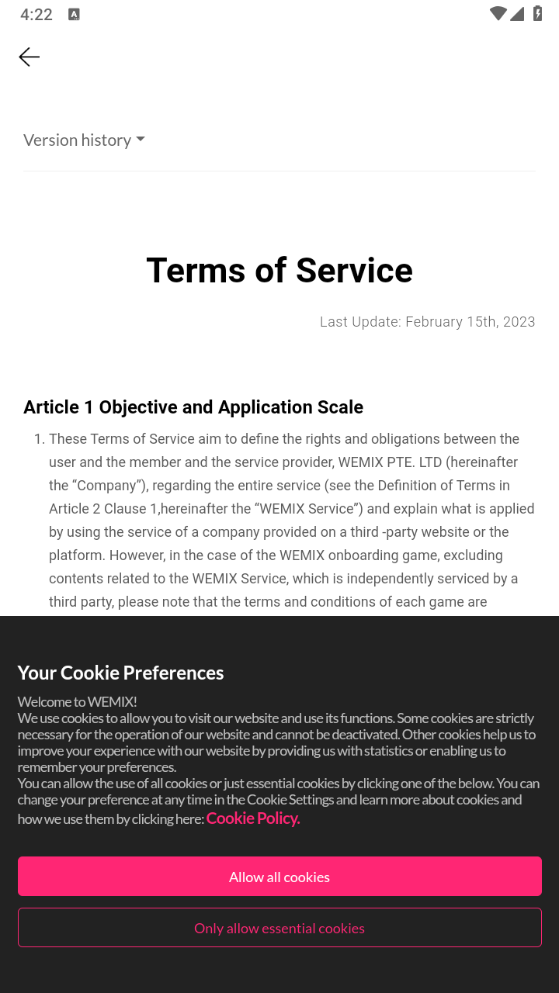 4:22 A
Version history
Terms of Service
Last Update: February 15th, 2023
Article 1 Objective and Application Scale
1. These Terms of Service aim to define the rights and obligations between the
user and the member and the service provider, WEMIX PTE. LTD (hereinafter
the “Company”), regarding the entire service (see the Definition of Terms in
Article 2 Clause 1,hereinafter the “WEMIX Service”) and explain what is applied
by using the service of a company provided on a third -party website or the
platform. However, in the case of the WEMIX onboarding game, excluding
contents related to the WEMIX Service, which is independently serviced by a
third party, please note that the terms and conditions of each game are
Your Cookie Preferences
Welcome to WEMIX!
We use cookies to allow you to visit our website and use its functions. Some cookies are strictly
necessary for the operation of our website and cannot be deactivated. Other cookies help us to
improve your experience with our website by providing us with statistics or enabling us to
remember your preferences.
You can allow the use of all cookies or just essential cookies by clicking one of the below. You can
change your preference at any time in the Cookie Settings and learn more about cookies and
how we use them by clicking here: Cookie Policy.
Allow all cookies
Only allow essential cookies